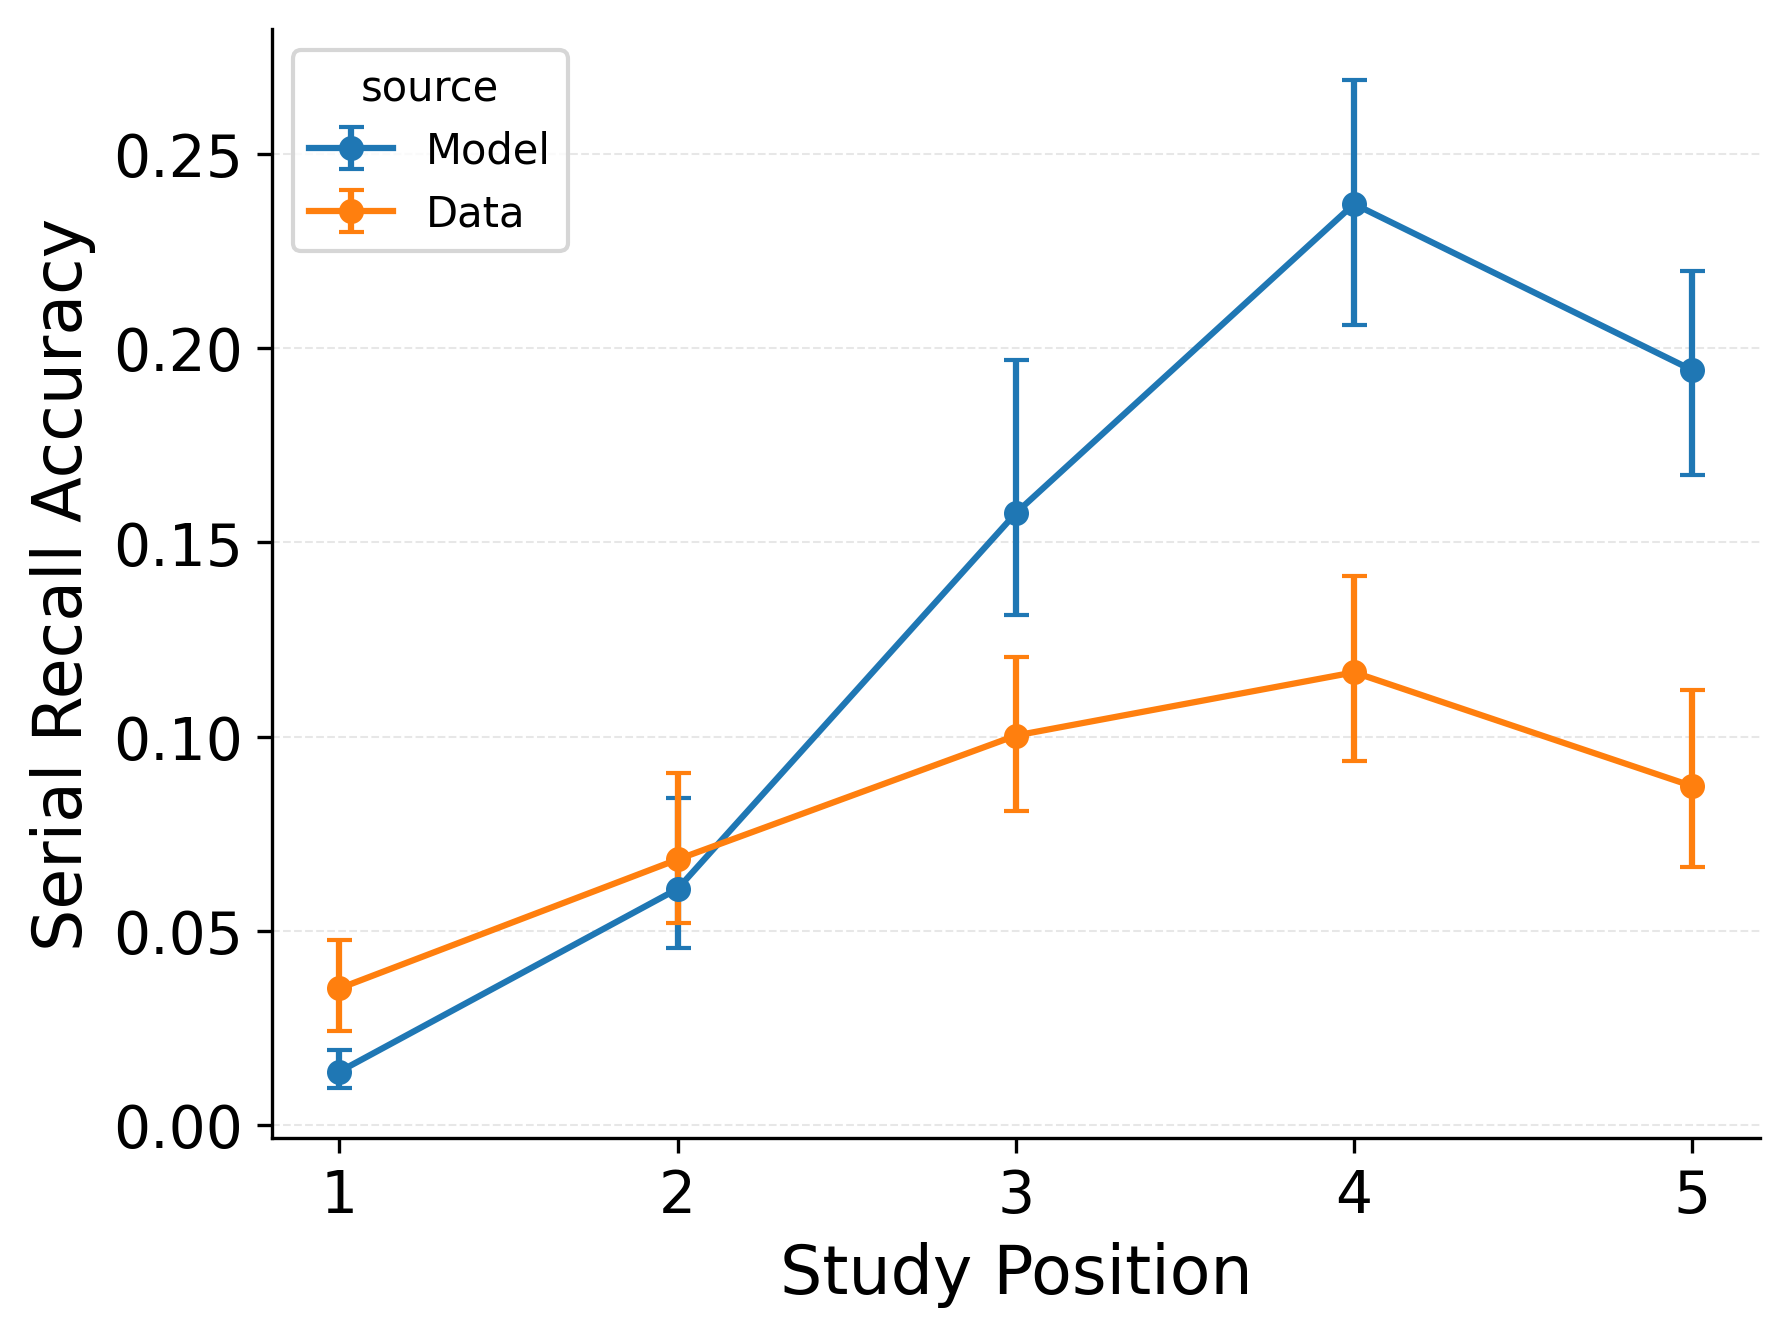 source
Model
Data
0.25
0.20
0.15
0.10
0.05
0.00
Serial Recall Accuracy
1 2 3 4 5
Study Position